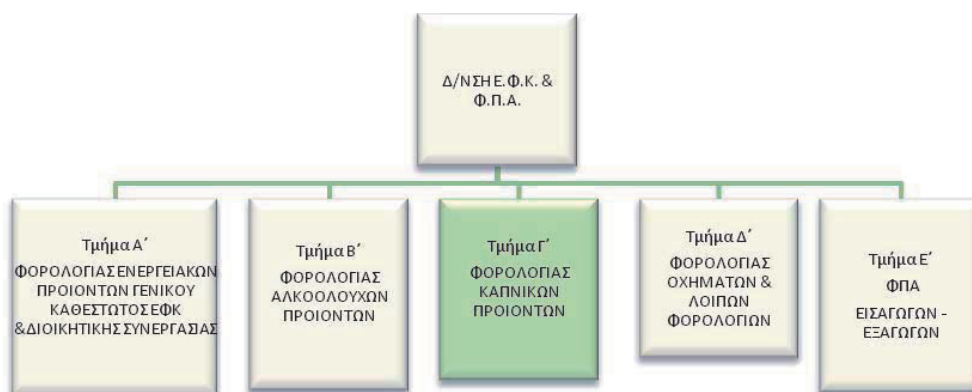 Δ/ΝΣΗ Ε.Φ.Κ. &
Φ.Π.Α.
Τμήμα Α΄
ΦΟΡΟΛΟΓΙΑΣ ΕΝΕΡΓΕΙΑΚΩΝ
ΠΡΟΙΟΝΤΩΝ ΓΕΝΙΚΟΥ
ΚΑΘΕΣΤΩΤΟΣ ΕΦΚ
&ΔΙΟΙΚΗΤΙΚΗΣ ΣΥΝΕΡΓΑΣΙΑΣ
Τμήμα Β΄
ΦΟΡΟΛΟΓΙΑΣ
ΑΛΚΟΟΛΟΥΧΩΝ
ΠΡΟΙΟΝΤΩΝ
Τμήμα Γ΄
ΦΟΡΟΛΟΓΙΑΣ
ΚΑΠΝΙΚΩΝ
ΠΡΟΙΟΝΤΩΝ
Τμήμα Δ΄
ΦΟΡΟΛΟΓΙΑΣ
ΟΧΗΜΑΤΩΝ &
ΛΟΙΠΩΝ
ΦΟΡΟΛΟΓΙΩΝ
Τμήμα Ε΄
ΦΠΑ
ΕΙΣΑΓΩΓΩΝ –
ΕΞΑΓΩΓΩΝ